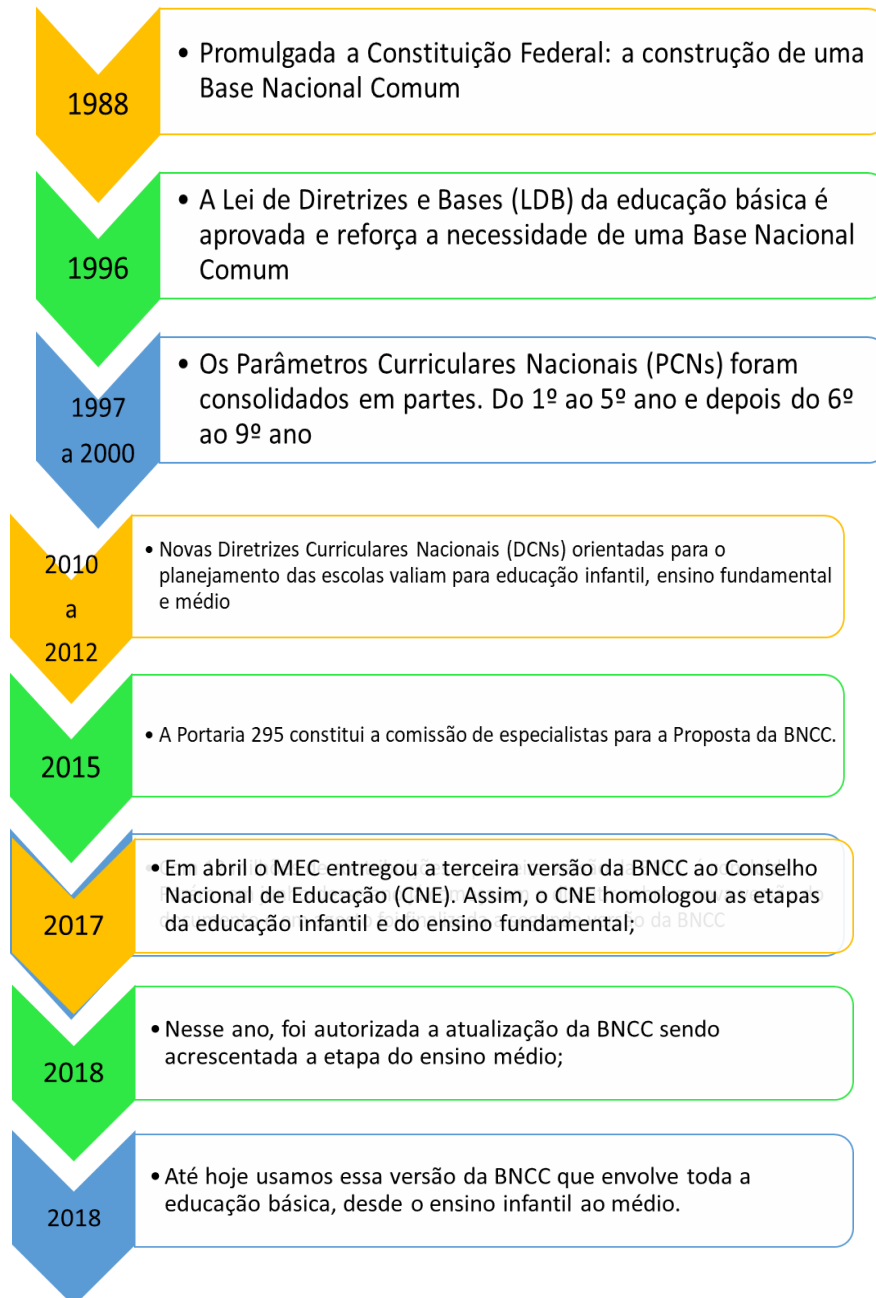 1988
• Promulgada a Constituição Federal: a construção de uma
Base Nacional Comum
1996
• A Lei de Diretrizes e Bases (LDB) da educação básica é
aprovada e reforça a necessidade de uma Base Nacional
Comum
1997
a 2000
• Os Parâmetros Curriculares Nacionais (PCNs) foram
consolidados em partes. Do 1º ao 5º ano e depois do 6º
ao 9º ano
2010
a
2012
• Novas Diretrizes Curriculares Nacionais (DCNs) orientadas para o
planejamento das escolas valiam para educação infantil, ensino fundamental
e médio
2015
• A Portaria 295 constitui a comissão de especialistas para a Proposta da BNCC.
2017
• Em abril o MEC entregou a terceira versão da BNCC ao Conselho
Nacional de Educação (CNE). Assim, o CNE homologou as etapas
da educação infantil e do ensino fundamental;
da BNCC
2018
• Nesse ano, foi autorizada a atualização da BNCC sendo
acrescentada a etapa do ensino médio;
2018
• Até hoje usamos essa versão da BNCC que envolve toda a
educação básica, desde o ensino infantil ao médio.